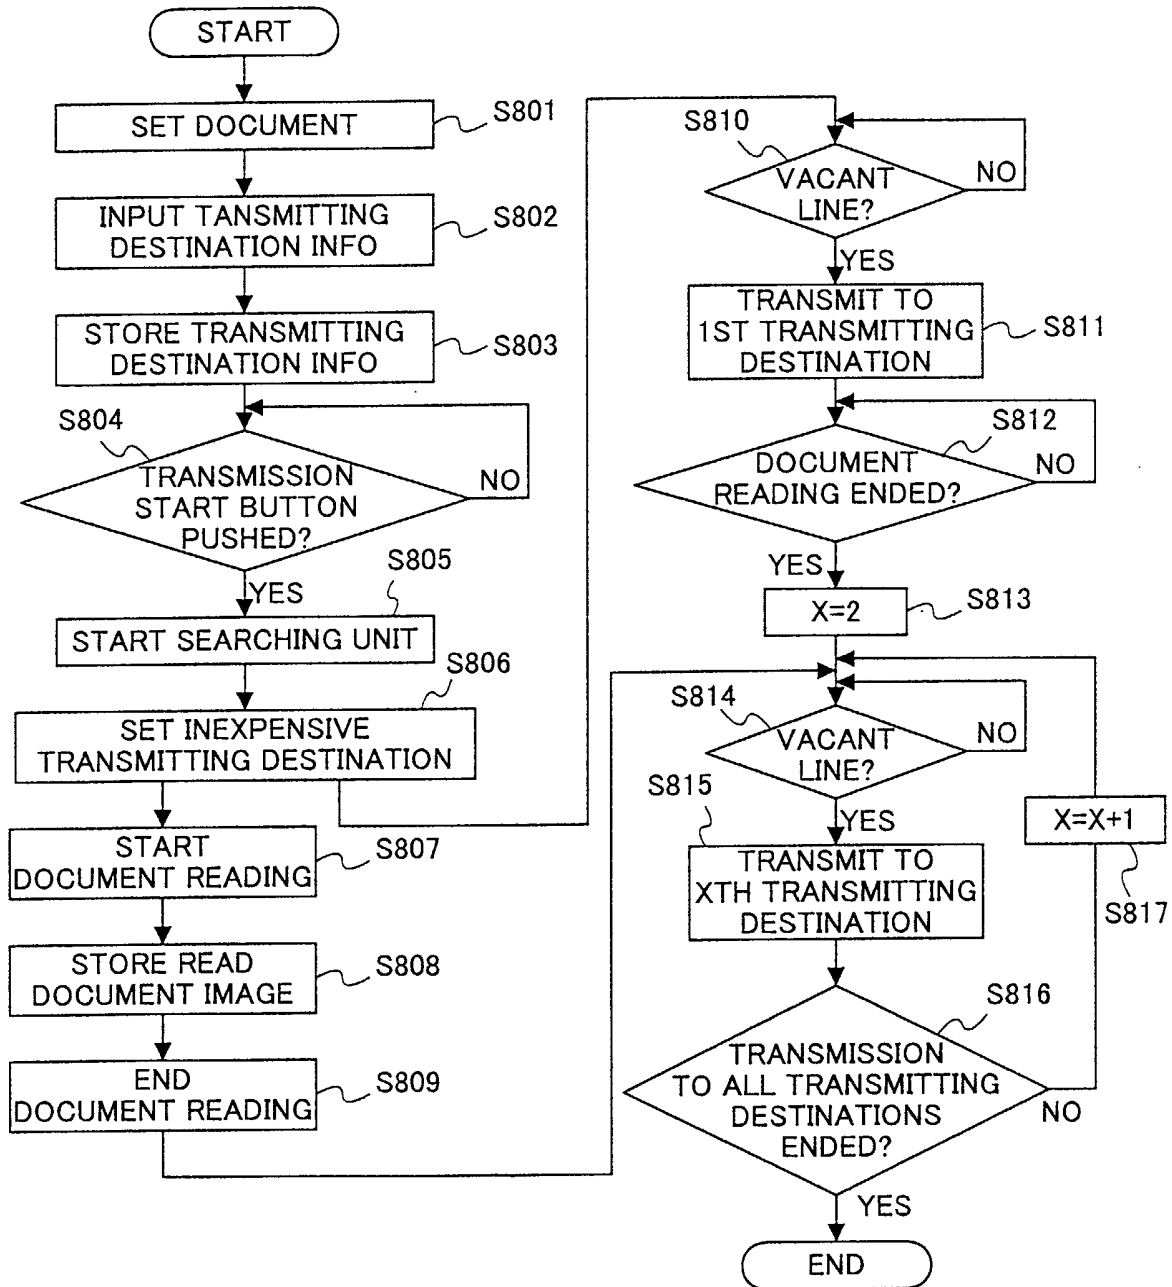 START
SET DOCUMENT
S801
INPUT TANSMITTING
DESTINATION INFO
S802
STORE TRANSMITTING
DESTINATION INFO
S803
S804
TRANSMISSION
START BUTTON
PUSHED?
NO
YES
S805
START SEARCHING UNIT
S806
SET INEXPENSIVE
TRANSMITTING DESTINATION
START
DOCUMENT READING
S807
STORE READ
DOCUMENT IMAGE
S808
END
DOCUMENT READING
S809
S810
VACANT
LINE?
NO
YES
TRANSMIT TO
1ST TRANSMITTING
DESTINATION
S811
S812
DOCUMENT
READING ENDED?
NO
YES
X=2
S813
S814
VACANT
LINE?
NO
YES
S815
TRANSMIT TO
XTH TRANSMITTING
DESTINATION
X=X+1
S817
S816
TRANSMISSION
TO ALL TRANSMITTING
DESTINATIONS
ENDED?
NO
YES
END